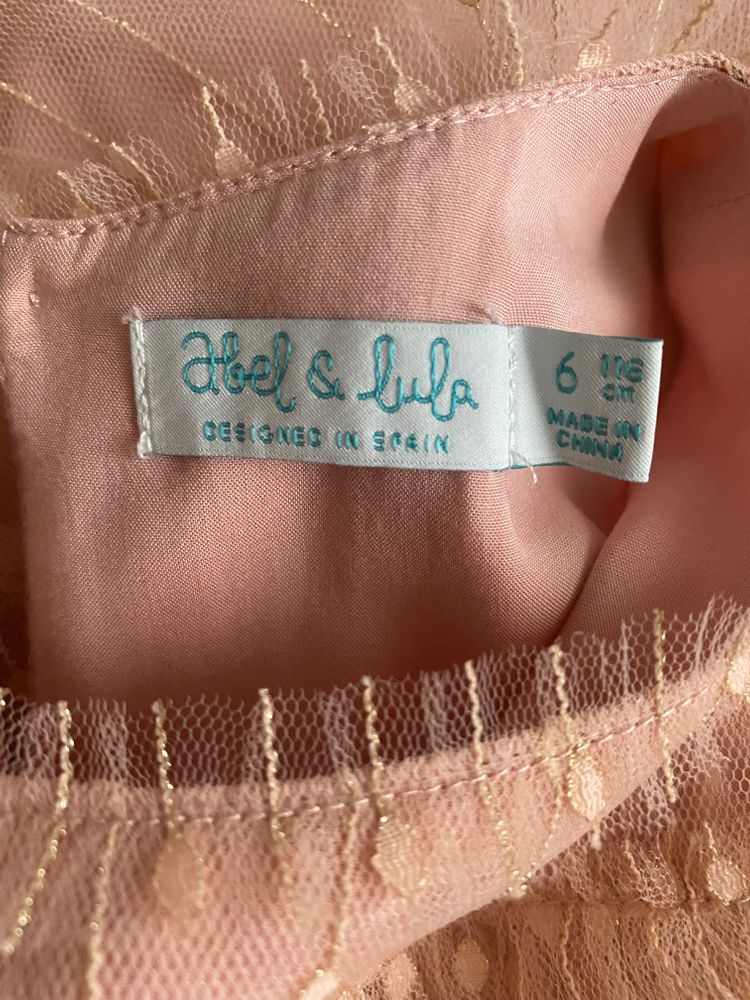 abel & lula
DESIGNED IN SPAIN
6 116
cm
MADE IN
CHINA